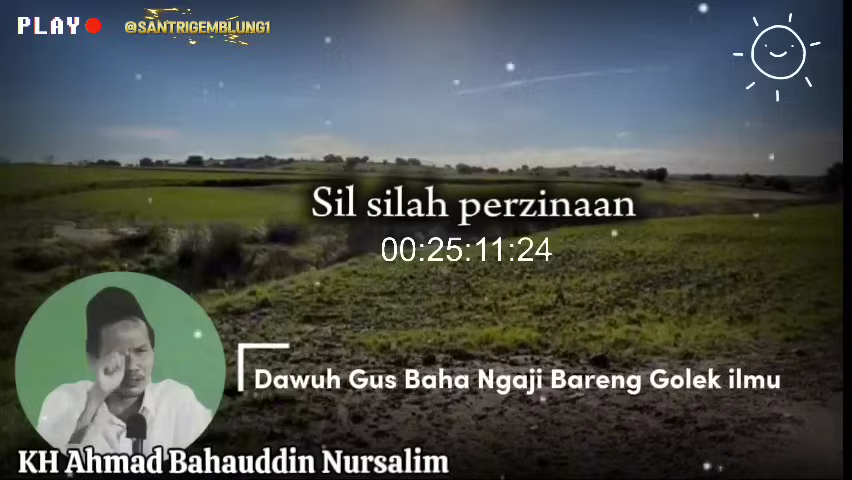 PLAY
@SANTRIGEMBLUNG1
Sil silah perzinaan
00:25:11:24
Dawuh Gus Baha Ngaji Bareng Golek ilmu
KH Ahmad Bahauddin Nursalim